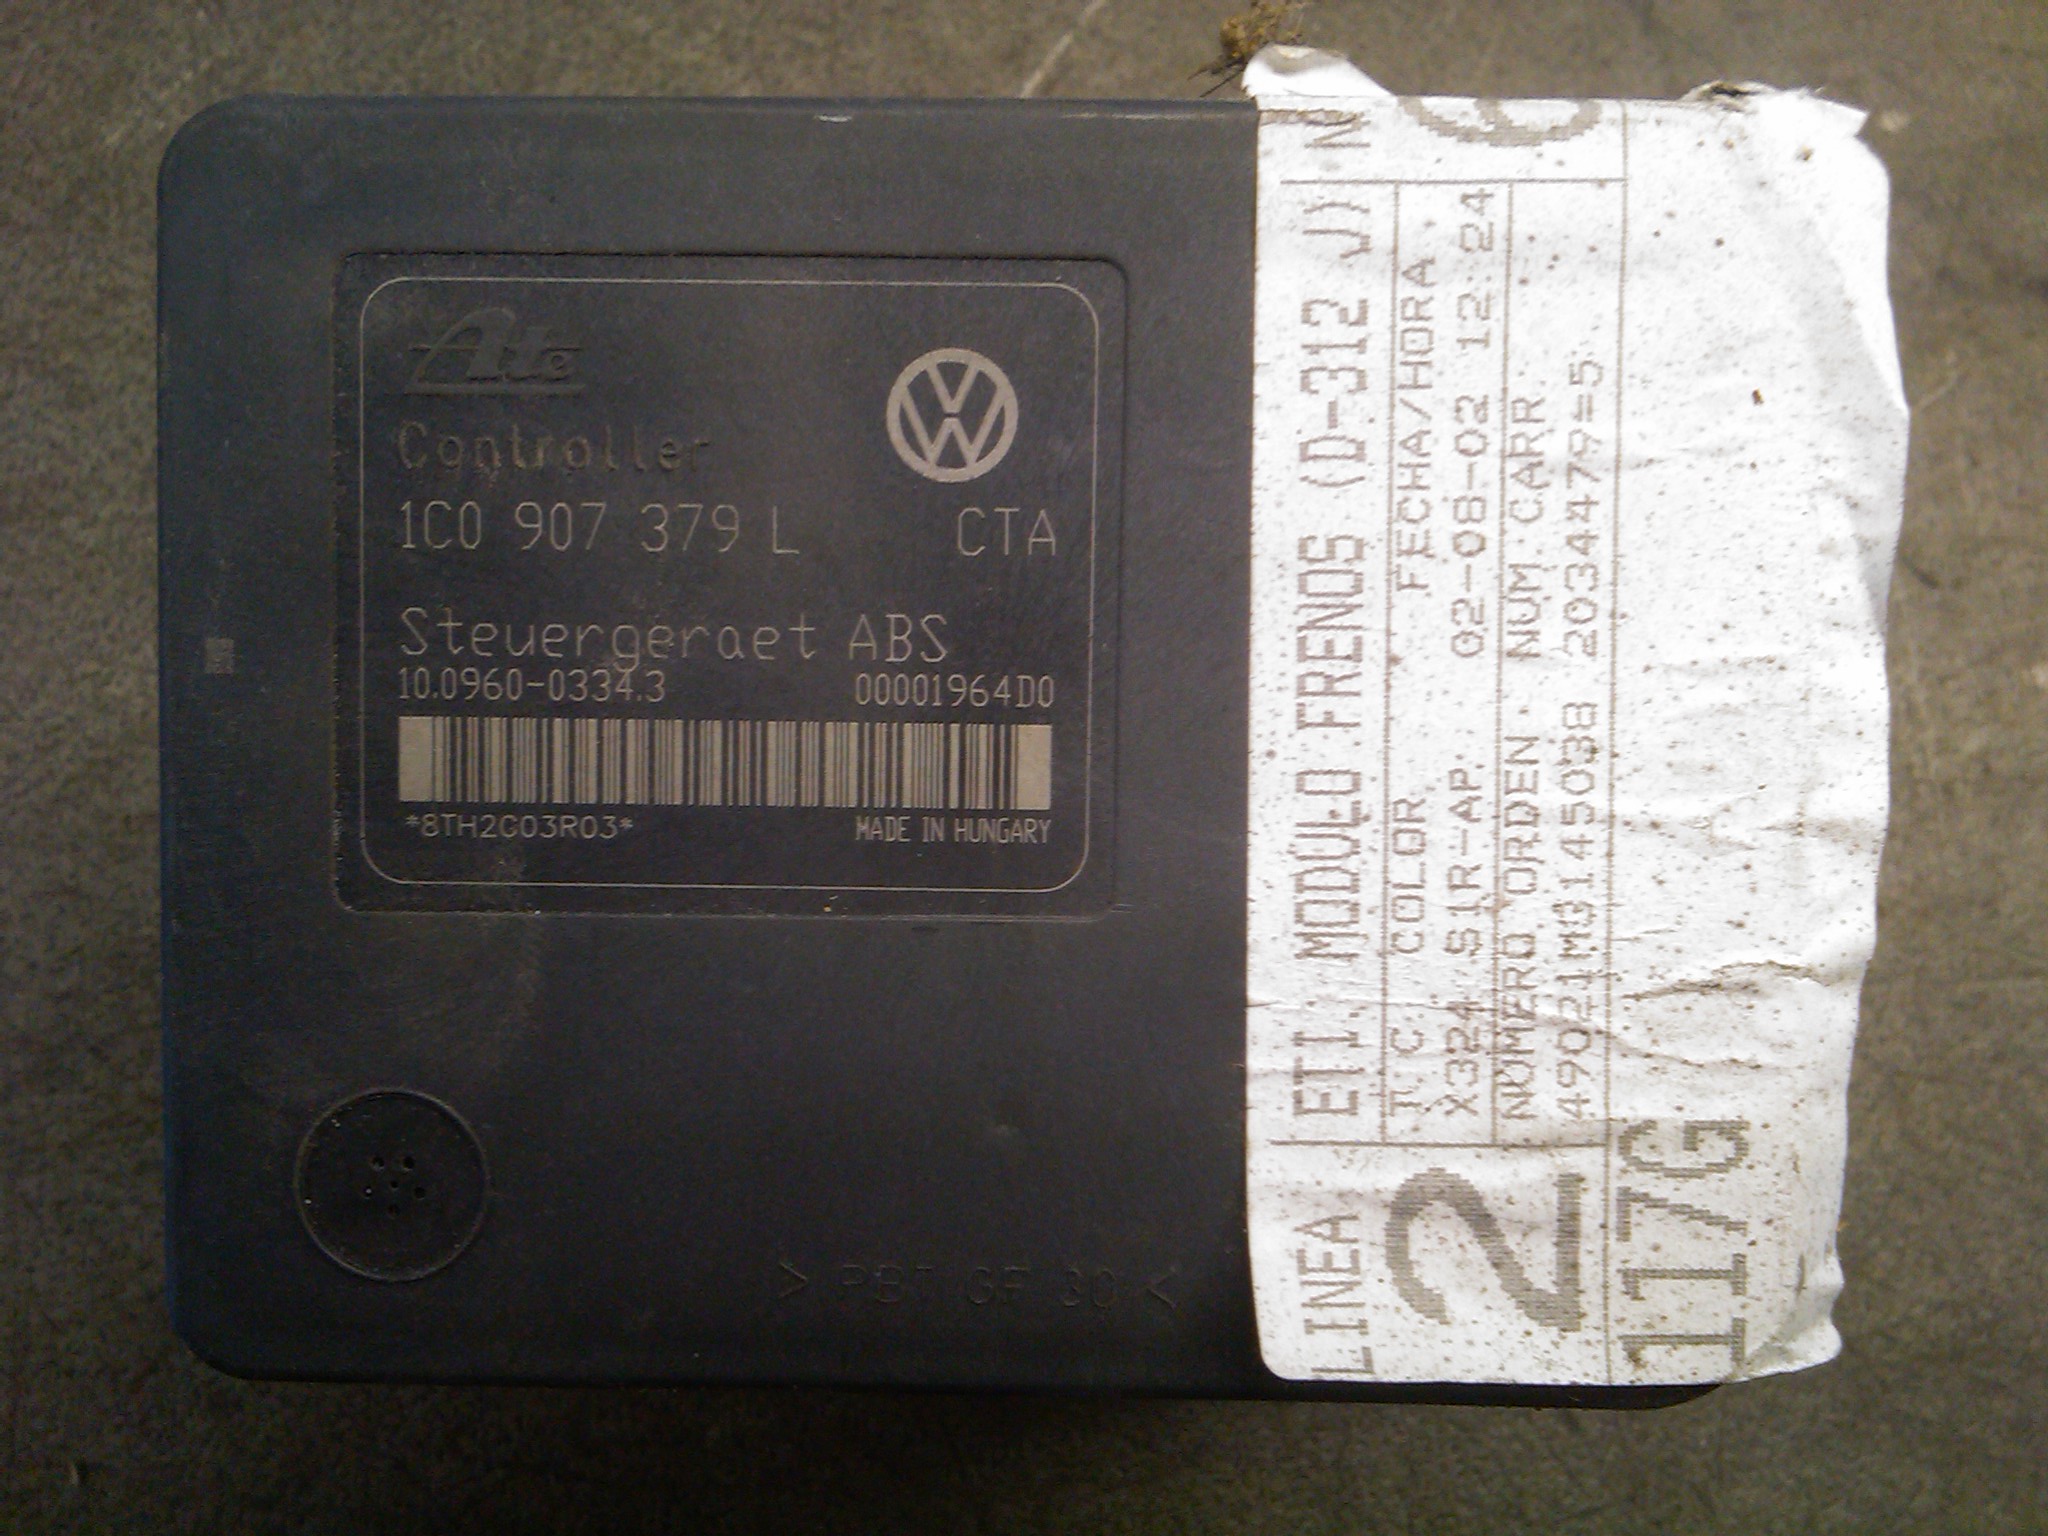 Ate
Controller
1C0 907 379 L CTA
Steuergeraet ABS
10.0960-0334.3 00001964D0
*8TH2C03R03*
MADE IN HUNGARY
> PBT GF 30 <
LINEA ETI. MODULO FRENOS (D-312 J) N
2
T.C. COLOR FECHA/HORA
X324 S1R-AP 02-08-02 12:24
NUMERO ORDEN NUM CARR
49021MG145038 20344479=5
117G